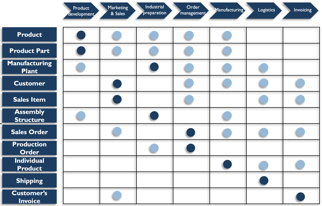 Product
development
Marketing
& Sales
Industrial
preparation
Order
management
Manufacturing
Logistics
Invoicing
Product
Product Part
Manufacturing
Plant
Customer
Sales Item
Assembly
Structure
Sales Order
Production
Order
Individual
Product
Shipping
Customer's
Invoice